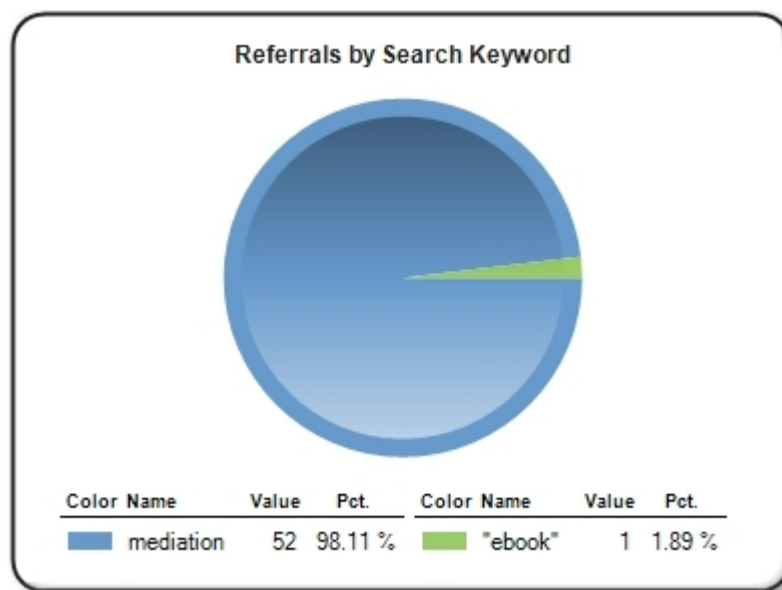 Referrals by Search Keyword
Color Name Value Pct. Color Name Value Pct.
mediation 52 98.11 % "ebook" 1 1.89 %